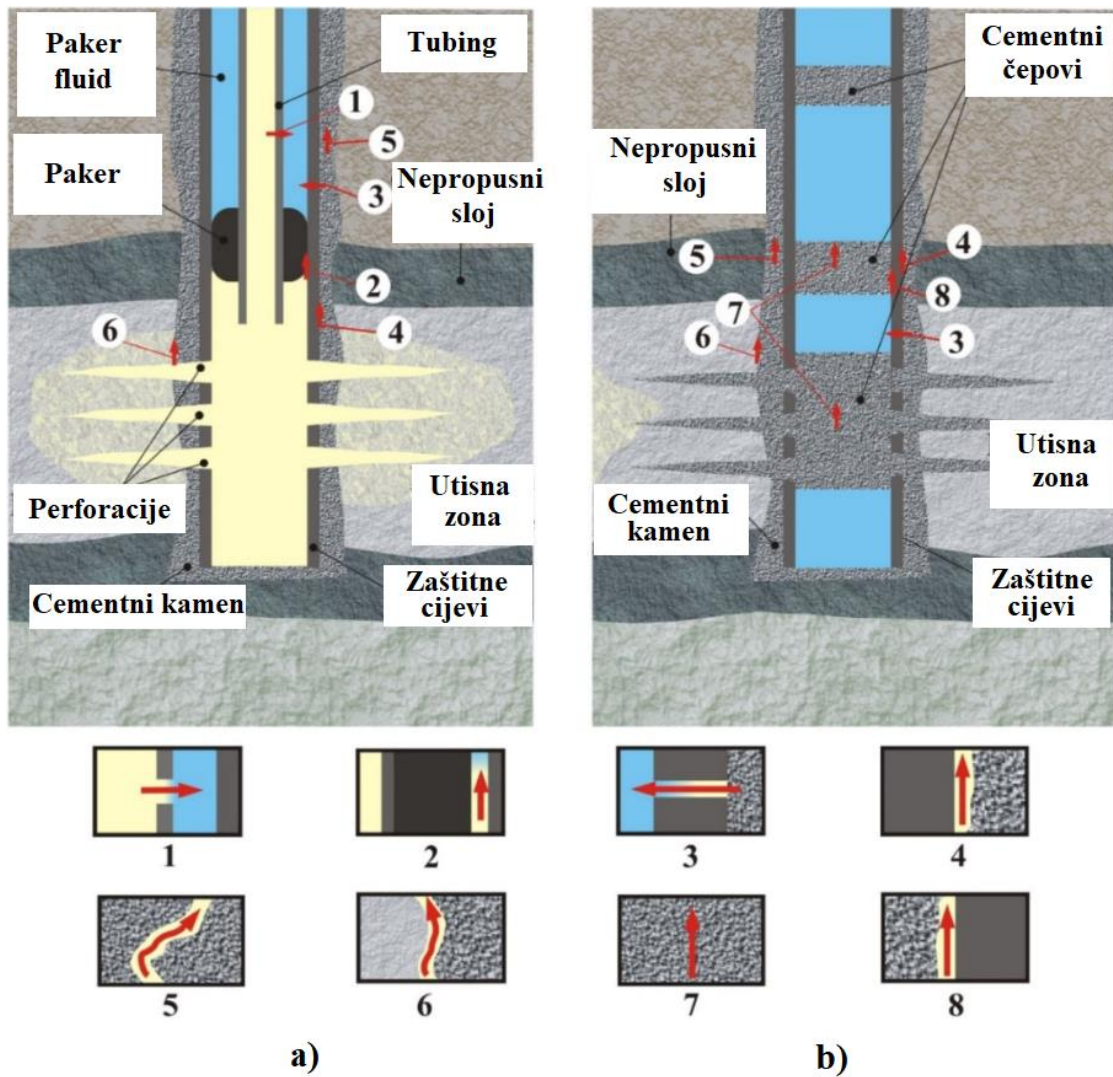 Paker
fluid
Tubing
1
5
Paker
3
Nepropusni
sloj
2
4
6
Perforacije
Utisna
zona
Cementni kamen
Zaštitne
cijevi
Cementni
čepovi
Nepropusni
sloj
5
4
8
7
6
3
Utisna
zona
Cementni
kamen
Zaštitne
cijevi
1
2
3
4
5
6
7
8
a)
b)